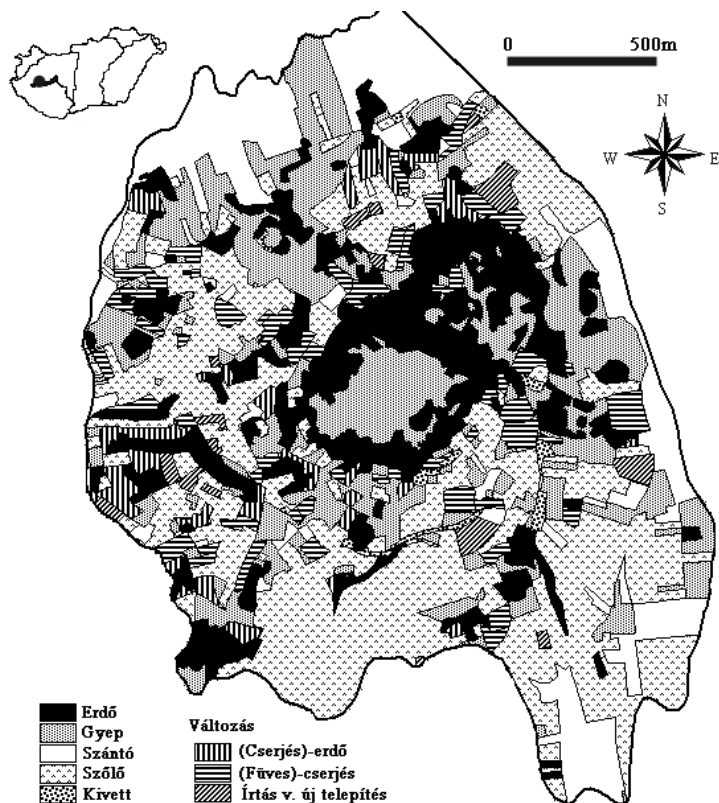 0 500m
N
W E
S
Erdő
Gyep
Szántó
Szőlő
Kivett
Változás
(Cserjés)-erdő
(Füves)-cserjés
Írtás v. új telepítés